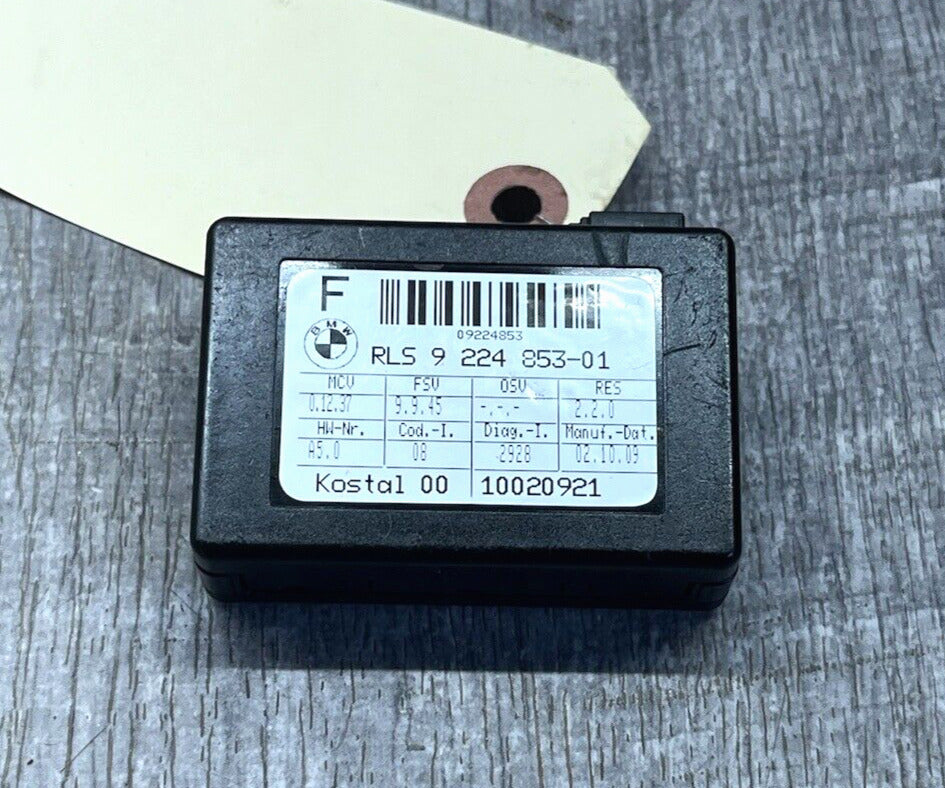 F
09224853
BMW
RLS 9 224 853-01
MCV FSV OSV RES
0.12.37 9.9.45 -.-.- 2.2.0
HW-Nr. Cod.-I. Diag.-I. Manuf.-Dat.
A5.0 08 2928 02.10.09
Kostal 00 10020921